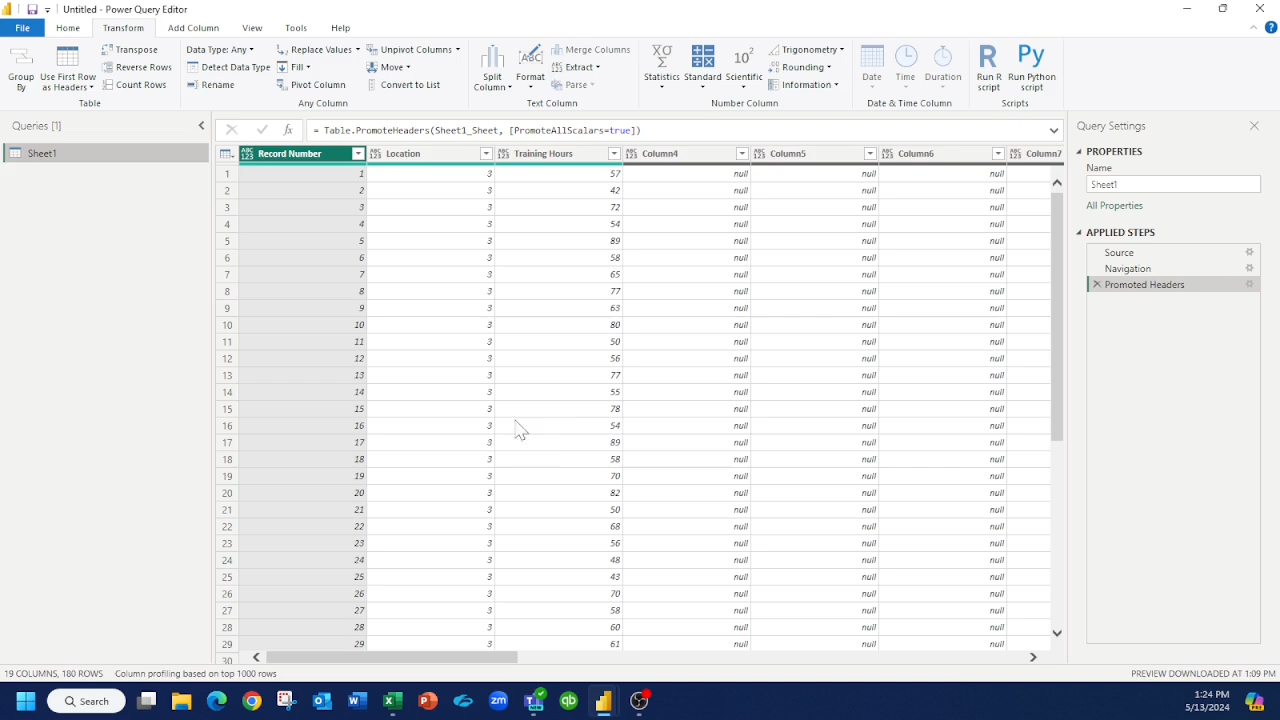 Untitled - Power Query Editor
File Home Transform Add Column View Tools Help
Group By
Use First Row as Headers
Transpose
Reverse Rows
Count Rows
Table
Data Type: Any
Detect Data Type
Rename
Replace Values
Fill
Pivot Column
Unpivot Columns
Move
Convert to List
Any Column
Split Column
Format
Merge Columns
Extract
Parse
Text Column
Statistics
Standard
Scientific
Trigonometry
Rounding
Information
Number Column
Date
Time
Duration
Date & Time Column
Run R script
Run Python script
Scripts
Queries [1]
Sheet1
= Table.PromoteHeaders(Sheet1_Sheet, [PromoteAllScalars=true])
Record Number Location Training Hours Column4 Column5 Column6 Column7
1 1 3 57 null null null
2 2 3 42 null null null
3 3 3 72 null null null
4 4 3 54 null null null
5 5 3 89 null null null
6 6 3 58 null null null
7 7 3 65 null null null
8 8 3 77 null null null
9 9 3 63 null null null
10 10 3 80 null null null
11 11 3 50 null null null
12 12 3 56 null null null
13 13 3 77 null null null
14 14 3 55 null null null
15 15 3 78 null null null
16 16 3 54 null null null
17 17 3 89 null null null
18 18 3 58 null null null
19 19 3 70 null null null
20 20 3 82 null null null
21 21 3 50 null null null
22 22 3 68 null null null
23 23 3 56 null null null
24 24 3 48 null null null
25 25 3 43 null null null
26 26 3 70 null null null
27 27 3 58 null null null
28 28 3 60 null null null
29 29 3 61 null null null
30
Query Settings
PROPERTIES
Name
Sheet1
All Properties
APPLIED STEPS
Source
Navigation
Promoted Headers
19 COLUMNS, 180 ROWS Column profiling based on top 1000 rows
PREVIEW DOWNLOADED AT 1:09 PM
Search
1:24 PM
5/13/2024